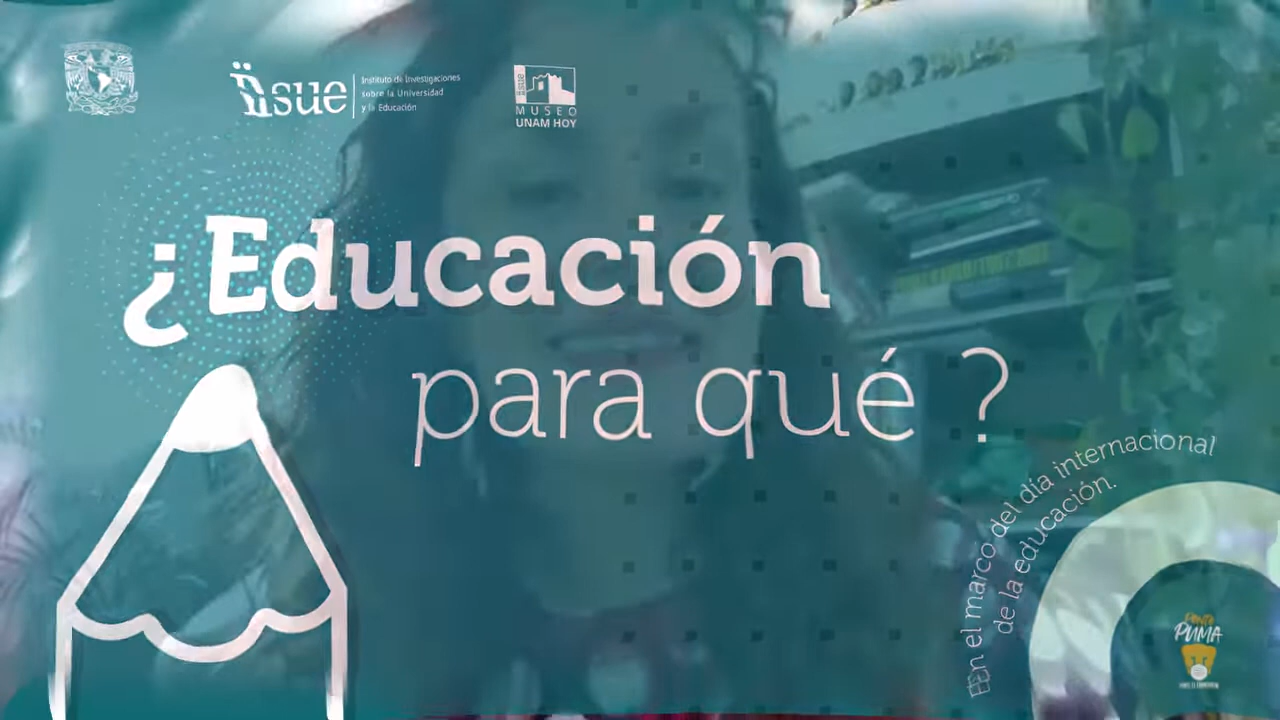 iisue
Instituto de Investigaciones
sobre la Universidad
y la Educación
iisue
MUSEO
UNAM HOY
¿Educación
para qué ?
En el marco del día internacional
de la educación.
PUMA